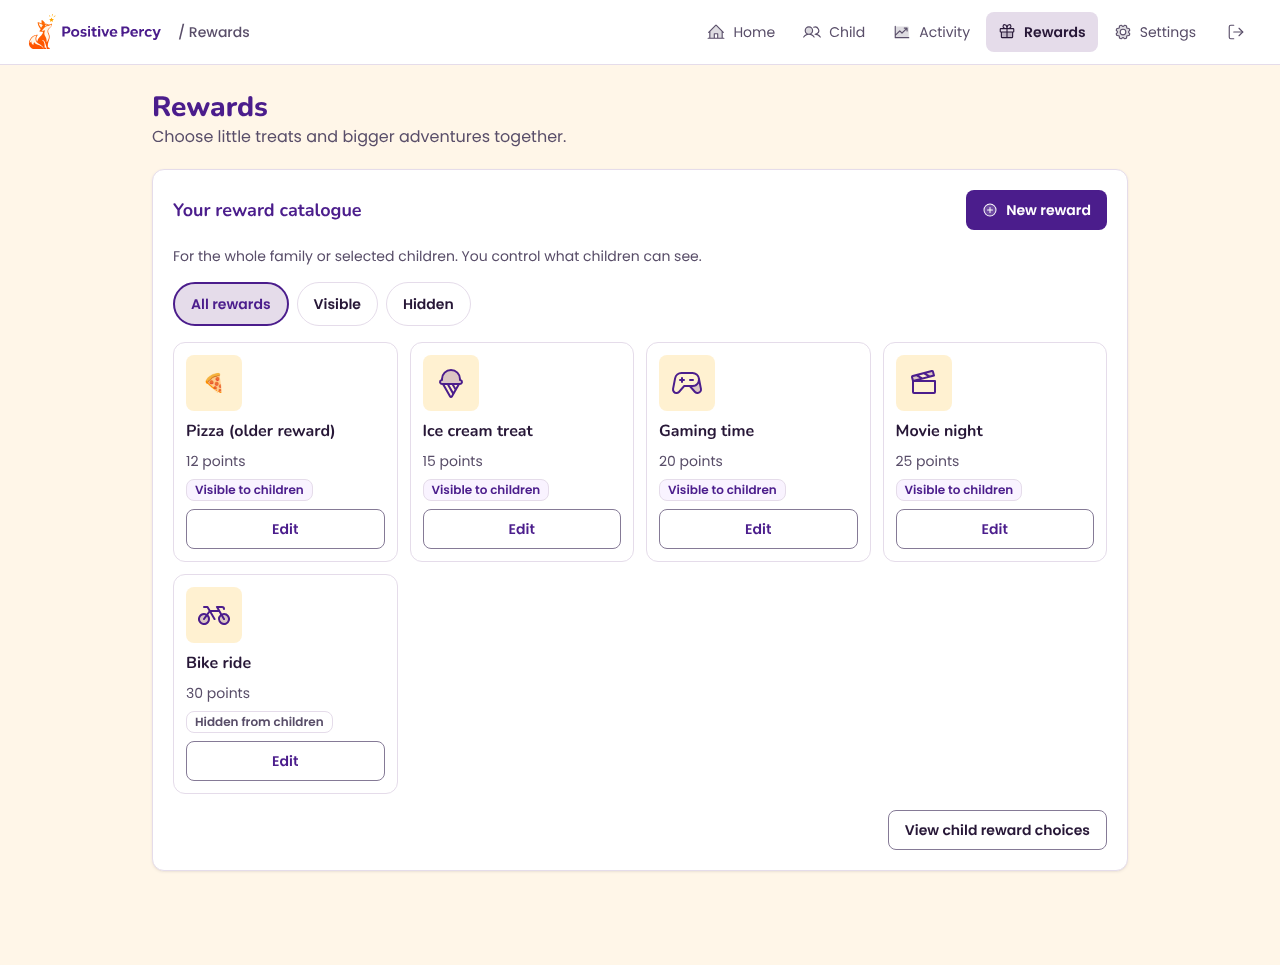 Positive Percy / Rewards
Home Child Activity Rewards Settings
Rewards
Choose little treats and bigger adventures together.
Your reward catalogue
New reward
For the whole family or selected children. You control what children can see.
All rewards Visible Hidden
Pizza (older reward)
12 points
Visible to children
Edit
Ice cream treat
15 points
Visible to children
Edit
Gaming time
20 points
Visible to children
Edit
Movie night
25 points
Visible to children
Edit
Bike ride
30 points
Hidden from children
Edit
View child reward choices